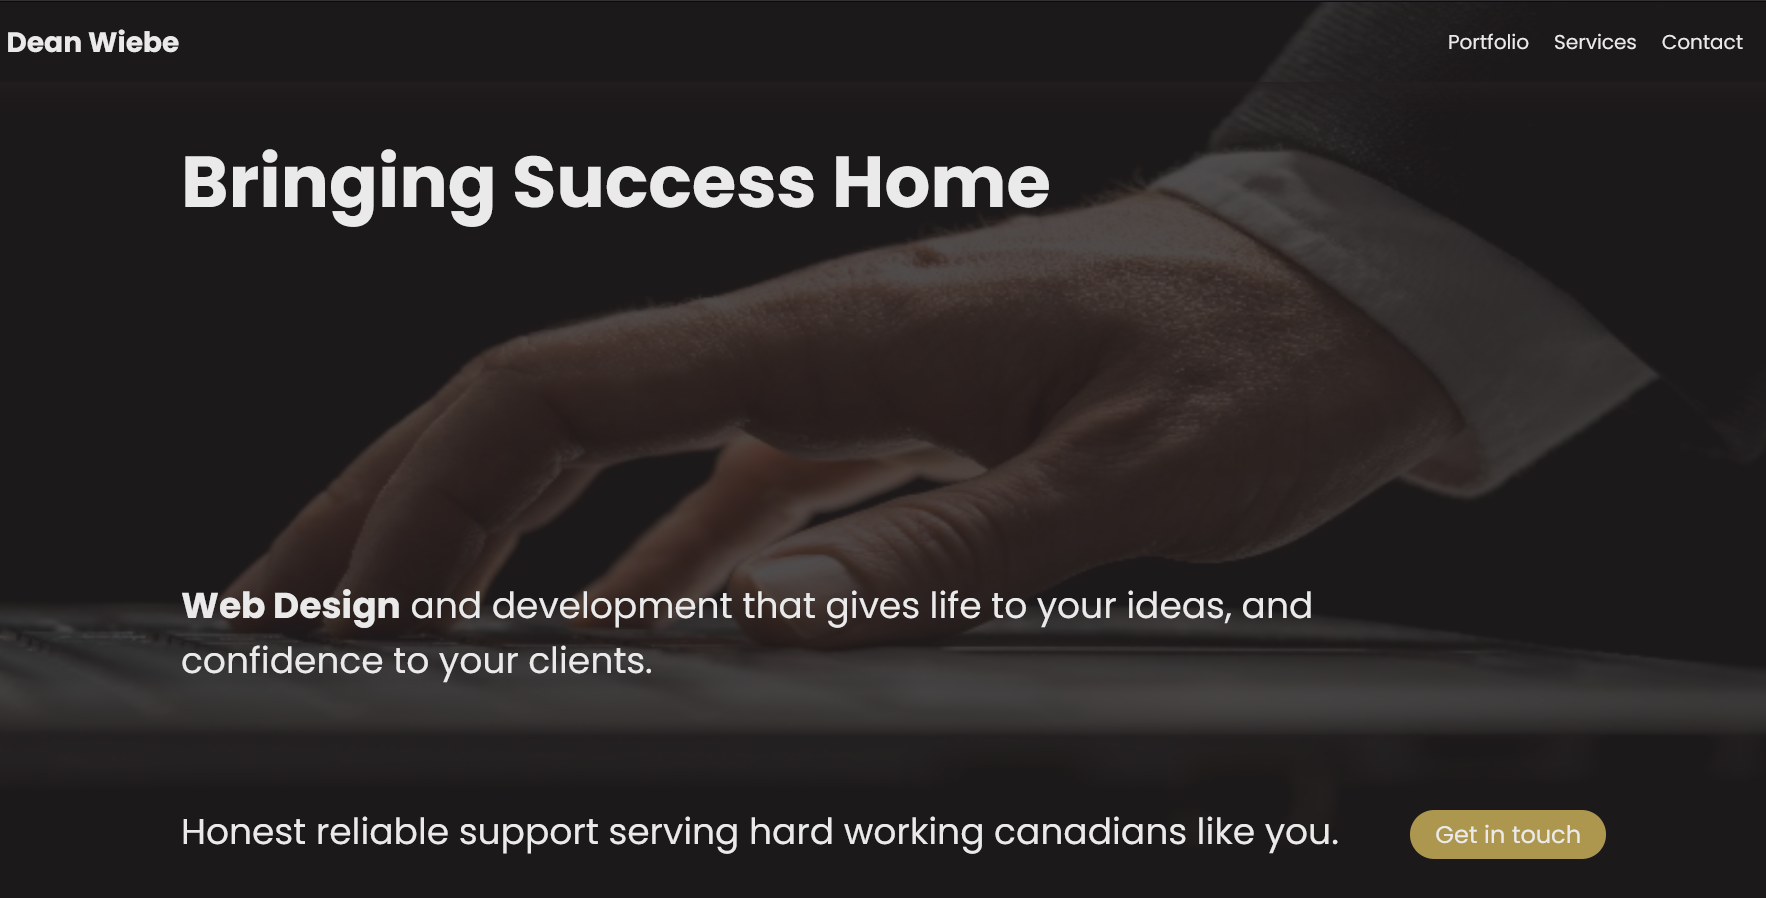 Dean Wiebe
Portfolio Services Contact
Bringing Success Home
Web Design and development that gives life to your ideas, and
confidence to your clients.
Honest reliable support serving hard working canadians like you.
Get in touch